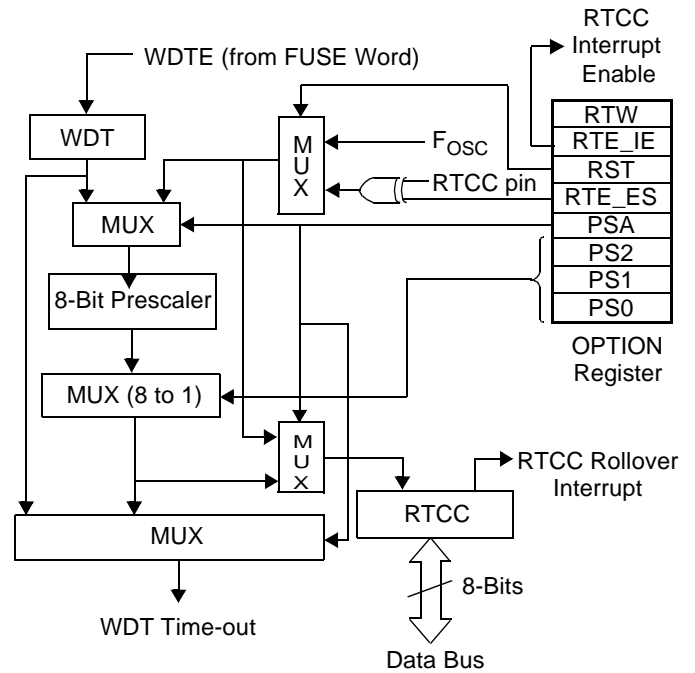 RTCC
Interrupt
Enable
WDTE (from FUSE Word)
RTW
RTE_IE
RST
RTE_ES
PSA
PS2
PS1
PS0
OPTION
Register
WDT
MUX
FOSC
RTCC pin
MUX
8-Bit Prescaler
MUX (8 to 1)
MUX
RTCC Rollover
Interrupt
RTCC
MUX
8-Bits
WDT Time-out
Data Bus